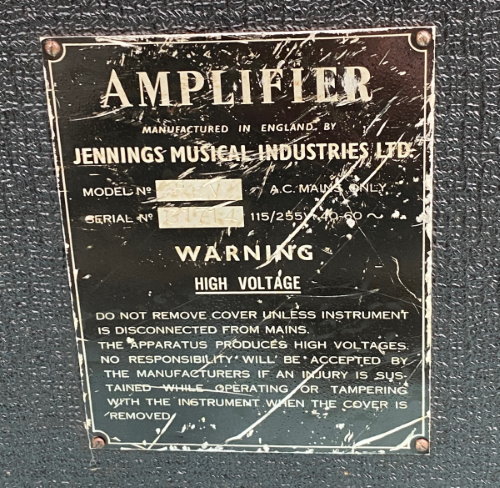 AMPLIFIER
MANUFACTURED IN ENGLAND BY
JENNINGS MUSICAL INDUSTRIES LTD.
MODEL Nº A.C. MAINS ONLY
SERIAL Nº 115/255V. 40-60 ~
WARNING
HIGH VOLTAGE
DO NOT REMOVE COVER UNLESS INSTRUMENT
IS DISCONNECTED FROM MAINS.
THE APPARATUS PRODUCES HIGH VOLTAGES.
NO RESPONSIBILITY WILL BE ACCEPTED BY
THE MANUFACTURERS IF AN INJURY IS SUS-
TAINED WHILE OPERATING OR TAMPERING
WITH THE INSTRUMENT WHEN THE COVER IS
REMOVED